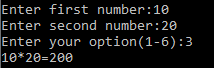 Enter first number:10
Enter second number:20
Enter your option(1-6):3
10*20=200